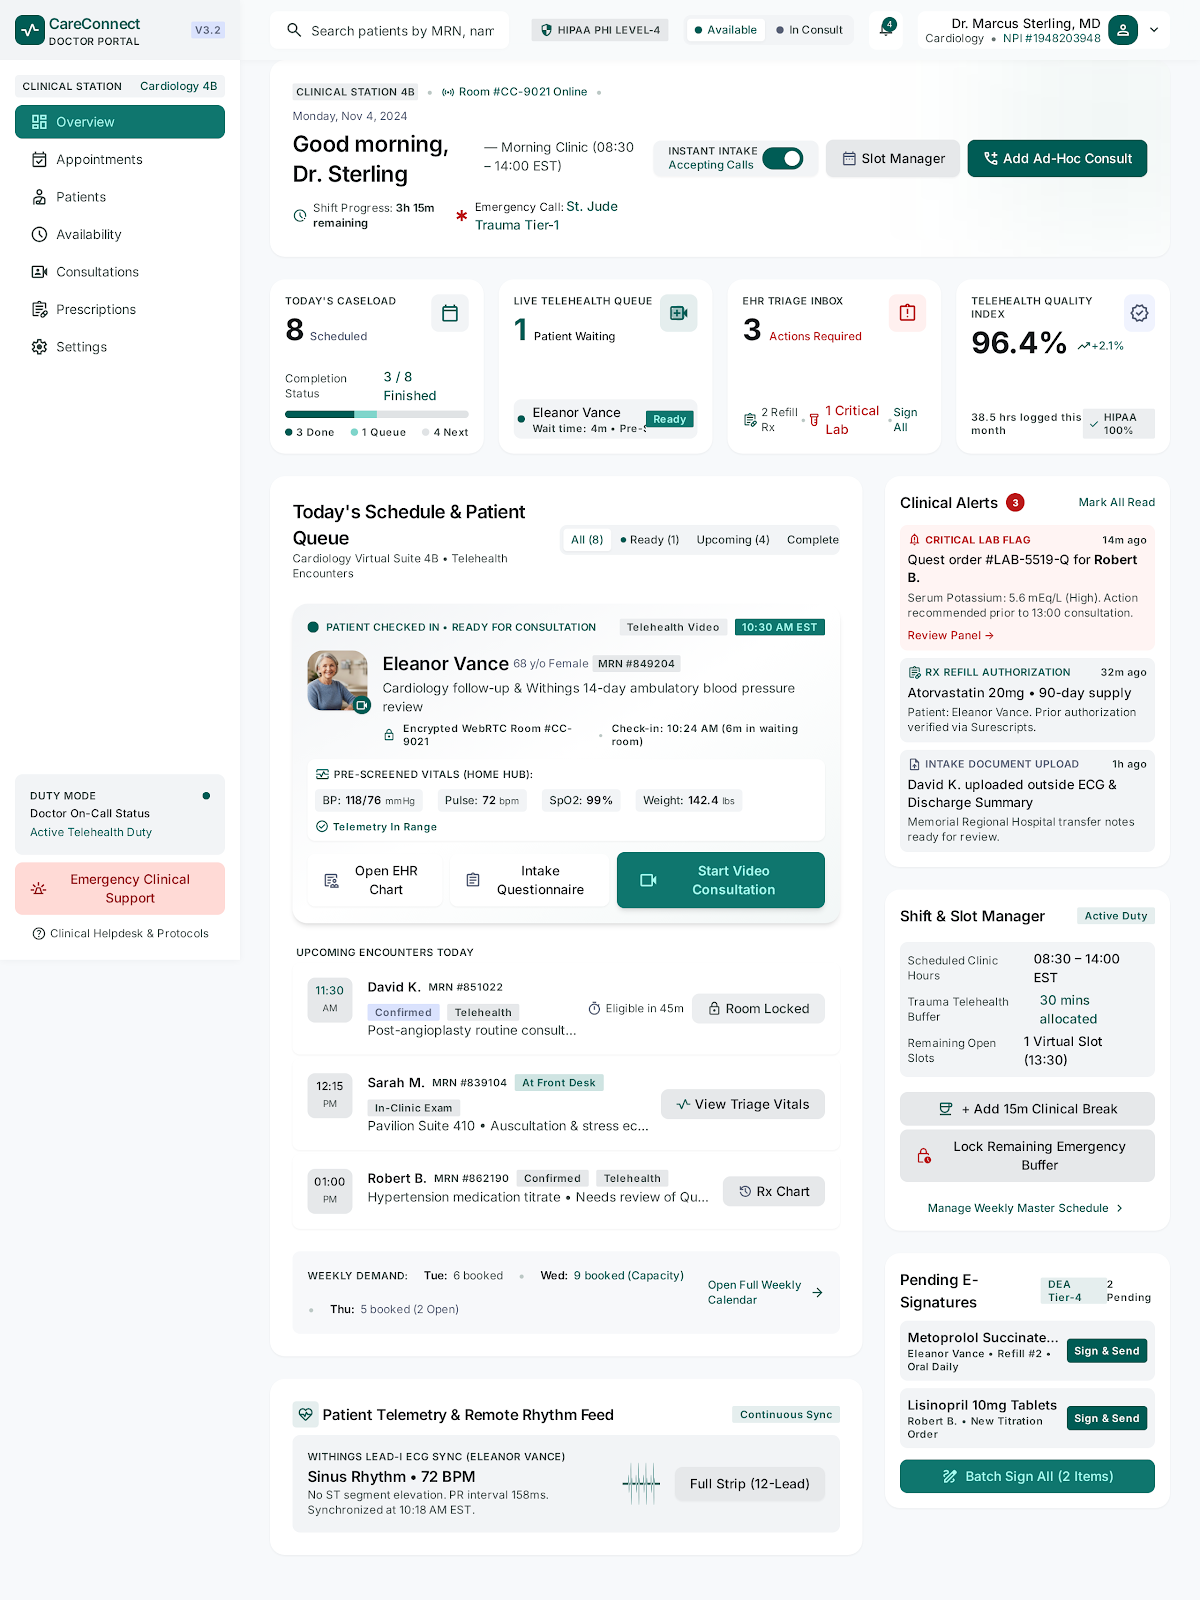 CareConnect
DOCTOR PORTAL
V3.2
Search patients by MRN, nam
HIPAA PHI LEVEL-4
Available
In Consult
4
Dr. Marcus Sterling, MD
Cardiology • NPI #1948203948
CLINICAL STATION
Cardiology 4B
Overview
Appointments
Patients
Availability
Consultations
Prescriptions
Settings
DUTY MODE
Doctor On-Call Status
Active Telehealth Duty
Emergency Clinical
Support
Clinical Helpdesk & Protocols
CLINICAL STATION 4B • Room #CC-9021 Online •
Monday, Nov 4, 2024
Good morning,
Dr. Sterling
— Morning Clinic (08:30
– 14:00 EST)
Shift Progress: 3h 15m
remaining
Emergency Call: St. Jude
Trauma Tier-1
INSTANT INTAKE
Accepting Calls
Slot Manager
Add Ad-Hoc Consult
TODAY'S CASELOAD
8 Scheduled
Completion
Status
3 / 8
Finished
3 Done
1 Queue
4 Next
LIVE TELEHEALTH QUEUE
1 Patient Waiting
Eleanor Vance
Wait time: 4m • Pre-
Ready
EHR TRIAGE INBOX
3 Actions Required
2 Refill
Rx
•
1 Critical
Lab
•
Sign
All
TELEHEALTH QUALITY
INDEX
96.4%
+2.1%
38.5 hrs logged this
month
HIPAA
100%
Today's Schedule & Patient
Queue
Cardiology Virtual Suite 4B • Telehealth
Encounters
All (8)
Ready (1)
Upcoming (4)
Complete
PATIENT CHECKED IN • READY FOR CONSULTATION
Telehealth Video
10:30 AM EST
Eleanor Vance 68 y/o Female MRN #849204
Cardiology follow-up & Withings 14-day ambulatory blood pressure
review
Encrypted WebRTC Room #CC-
9021
•
Check-in: 10:24 AM (6m in waiting
room)
PRE-SCREENED VITALS (HOME HUB):
BP: 118/76 mmHg
Pulse: 72 bpm
SpO2: 99%
Weight: 142.4 lbs
Telemetry In Range
Open EHR
Chart
Intake
Questionnaire
Start Video
Consultation
UPCOMING ENCOUNTERS TODAY
11:30
AM
David K. MRN #851022
Confirmed
Telehealth
Post-angioplasty routine consult...
Eligible in 45m
Room Locked
12:15
PM
Sarah M. MRN #839104 At Front Desk
In-Clinic Exam
Pavilion Suite 410 • Auscultation & stress ec...
View Triage Vitals
01:00
PM
Robert B. MRN #862190 Confirmed Telehealth
Hypertension medication titrate • Needs review of Qu...
Rx Chart
WEEKLY DEMAND: Tue: 6 booked • Wed: 9 booked (Capacity)
• Thu: 5 booked (2 Open)
Open Full Weekly
Calendar
Patient Telemetry & Remote Rhythm Feed
Continuous Sync
WITHINGS LEAD-I ECG SYNC (ELEANOR VANCE)
Sinus Rhythm • 72 BPM
No ST segment elevation. PR interval 158ms.
Synchronized at 10:18 AM EST.
Full Strip (12-Lead)
Clinical Alerts 3
Mark All Read
CRITICAL LAB FLAG
14m ago
Quest order #LAB-5519-Q for Robert
B.
Serum Potassium: 5.6 mEq/L (High). Action
recommended prior to 13:00 consultation.
Review Panel →
RX REFILL AUTHORIZATION
32m ago
Atorvastatin 20mg • 90-day supply
Patient: Eleanor Vance. Prior authorization
verified via Surescripts.
INTAKE DOCUMENT UPLOAD
1h ago
David K. uploaded outside ECG &
Discharge Summary
Memorial Regional Hospital transfer notes
ready for review.
Shift & Slot Manager
Active Duty
Scheduled Clinic
Hours
08:30 – 14:00
EST
Trauma Telehealth
Buffer
30 mins
allocated
Remaining Open
Slots
1 Virtual Slot
(13:30)
+ Add 15m Clinical Break
Lock Remaining Emergency
Buffer
Manage Weekly Master Schedule
Pending E-
Signatures
DEA
Tier-4
2
Pending
Metoprolol Succinate...
Eleanor Vance • Refill #2 •
Oral Daily
Sign & Send
Lisinopril 10mg Tablets
Robert B. • New Titration
Order
Sign & Send
Batch Sign All (2 Items)